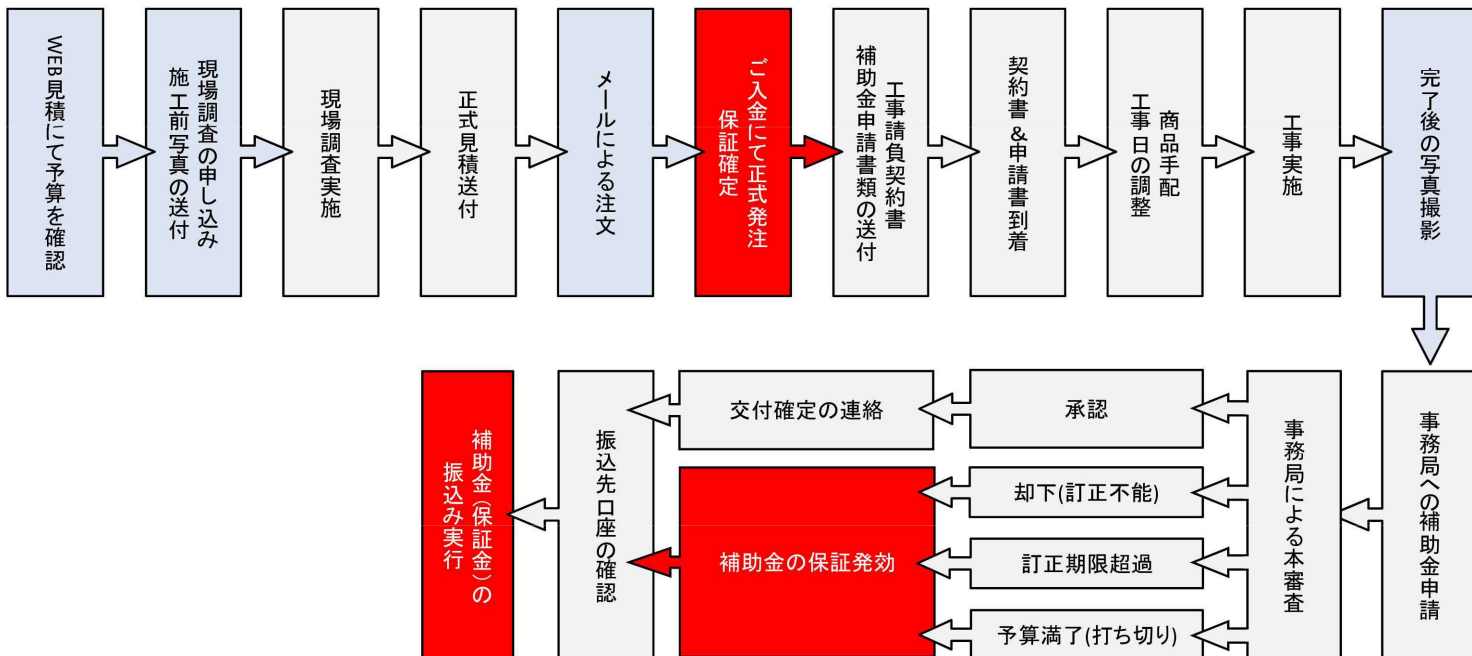 WEB見積にて予算を確認
現場調査の申し込み
施工前写真の送付
現場調査実施
正式見積送付
メールによる注文
ご入金にて正式発注
保証確定
工事請負契約書
補助金申請書類の送付
契約書&申請書到着
商品手配
工事日の調整
工事実施
完了後の写真撮影
事務局への補助金申請
事務局による本審査
承認
却下(訂正不能)
訂正期限超過
予算満了(打ち切り)
交付確定の連絡
補助金の保証発効
振込先口座の確認
補助金(保証金)の
振込み実行